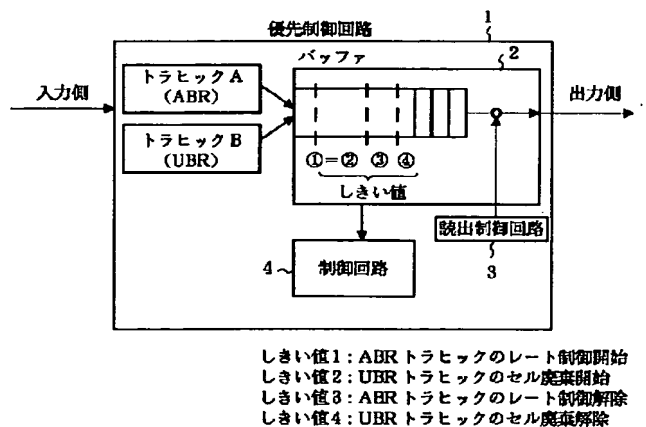 優先制御回路
1
バッファ
2
トラヒックA
(ABR)
入力側
出力側
トラヒックB
(UBR)
①=② ③ ④
しきい値
読出制御回路
3
4
制御回路
しきい値1:ABRトラヒックのレート制御開始
しきい値2:UBRトラヒックのセル廃棄開始
しきい値3:ABRトラヒックのレート制御解除
しきい値4:UBRトラヒックのセル廃棄解除